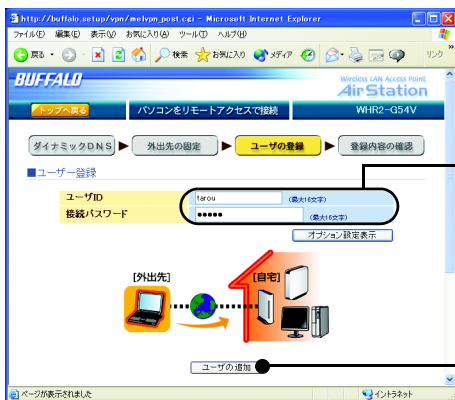 http://buffalo.setup/vpn/melvpn_post.cgi - Microsoft Internet Explorer
ファイル(F) 編集(E) 表示(V) お気に入り(A) ツール(T) ヘルプ(H)
戻る 検索 お気に入り メディア リンク »
BUFFALO
Wireless LAN Access Point
AirStation
トップへ戻る パソコンをリモートアクセスで接続 WHR2-G54V
ダイナミックDNS 外出先の固定 ユーザの登録 登録内容の確認
■ユーザー登録
ユーザID tarou (最大16文字)
接続パスワード ●●●●● (最大16文字)
オプション設定表示
[外出先] [自宅]
ユーザの追加
ページが表示されました イントラネット